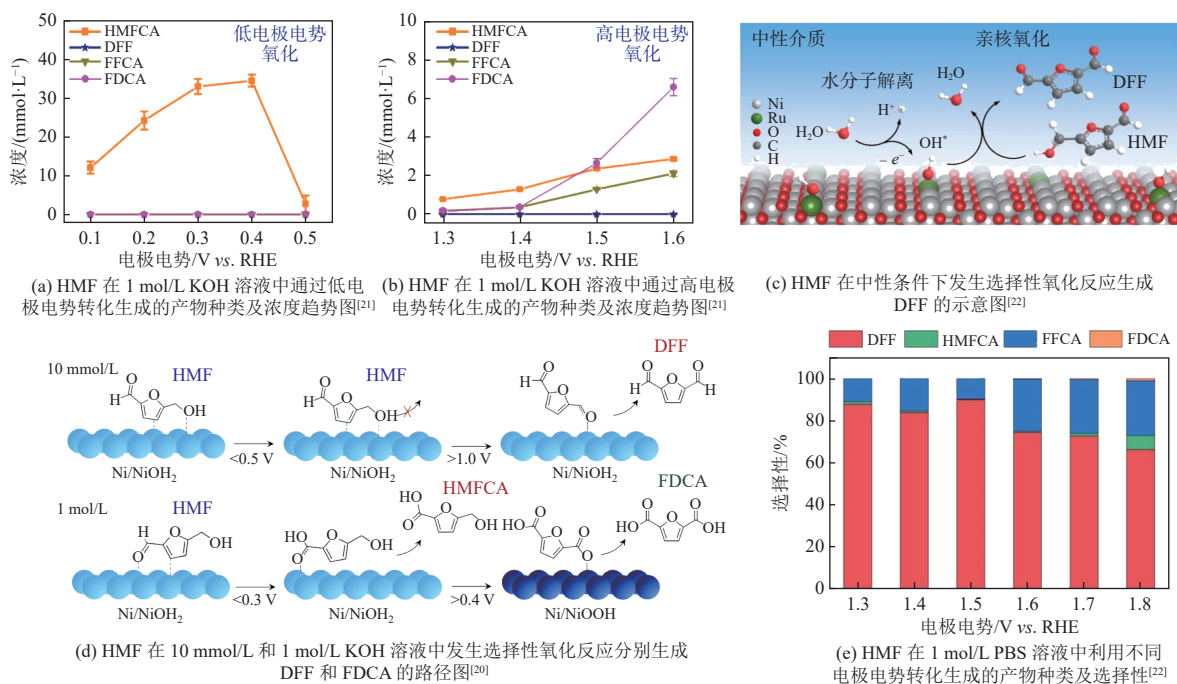 低电极电势
氧化
HMFCA
DFF
FFCA
FDCA
浓度/(mmol·L⁻¹)
50
40
30
20
10
0
0.1 0.2 0.3 0.4 0.5
电极电势/V vs. RHE
(a) HMF 在 1 mol/L KOH 溶液中通过低电
极电势转化生成的产物种类及浓度趋势图[21]
高电极电势
氧化
HMFCA
DFF
FFCA
FDCA
浓度/(mmol·L⁻¹)
10
8
6
4
2
0
1.3 1.4 1.5 1.6
电极电势/V vs. RHE
(b) HMF 在 1 mol/L KOH 溶液中通过高电极
电势转化生成的产物种类及浓度趋势图[21]
中性介质
亲核氧化
水分子解离
H₂O
DFF
H⁺
HMF
H₂O
OH*
− e⁻
Ni
Ru
O
C
H
(c) HMF 在中性条件下发生选择性氧化反应生成
DFF 的示意图[22]
10 mmol/L
HMF
O
H
OH
Ni/NiOH₂
<0.5 V
HMF
O
H
OH
Ni/NiOH₂
>1.0 V
O
H
O
Ni/NiOH₂
DFF
O
O
H
H
1 mol/L
HMF
H
O
OH
Ni/NiOH₂
<0.3 V
HO
O
OH
Ni/NiOH₂
HMFCA
HO
O
OH
>0.4 V
HO
O
O
O
Ni/NiOOH
FDCA
O
O
HO
OH
(d) HMF 在 10 mmol/L 和 1 mol/L KOH 溶液中发生选择性氧化反应分别生成
DFF 和 FDCA 的路径图[20]
DFF HMFCA FFCA FDCA
选择性/%
100
80
60
40
20
0
1.3 1.4 1.5 1.6 1.7 1.8
电极电势/V vs. RHE
(e) HMF 在 1 mol/L PBS 溶液中利用不同
电极电势转化生成的产物种类及选择性[22]